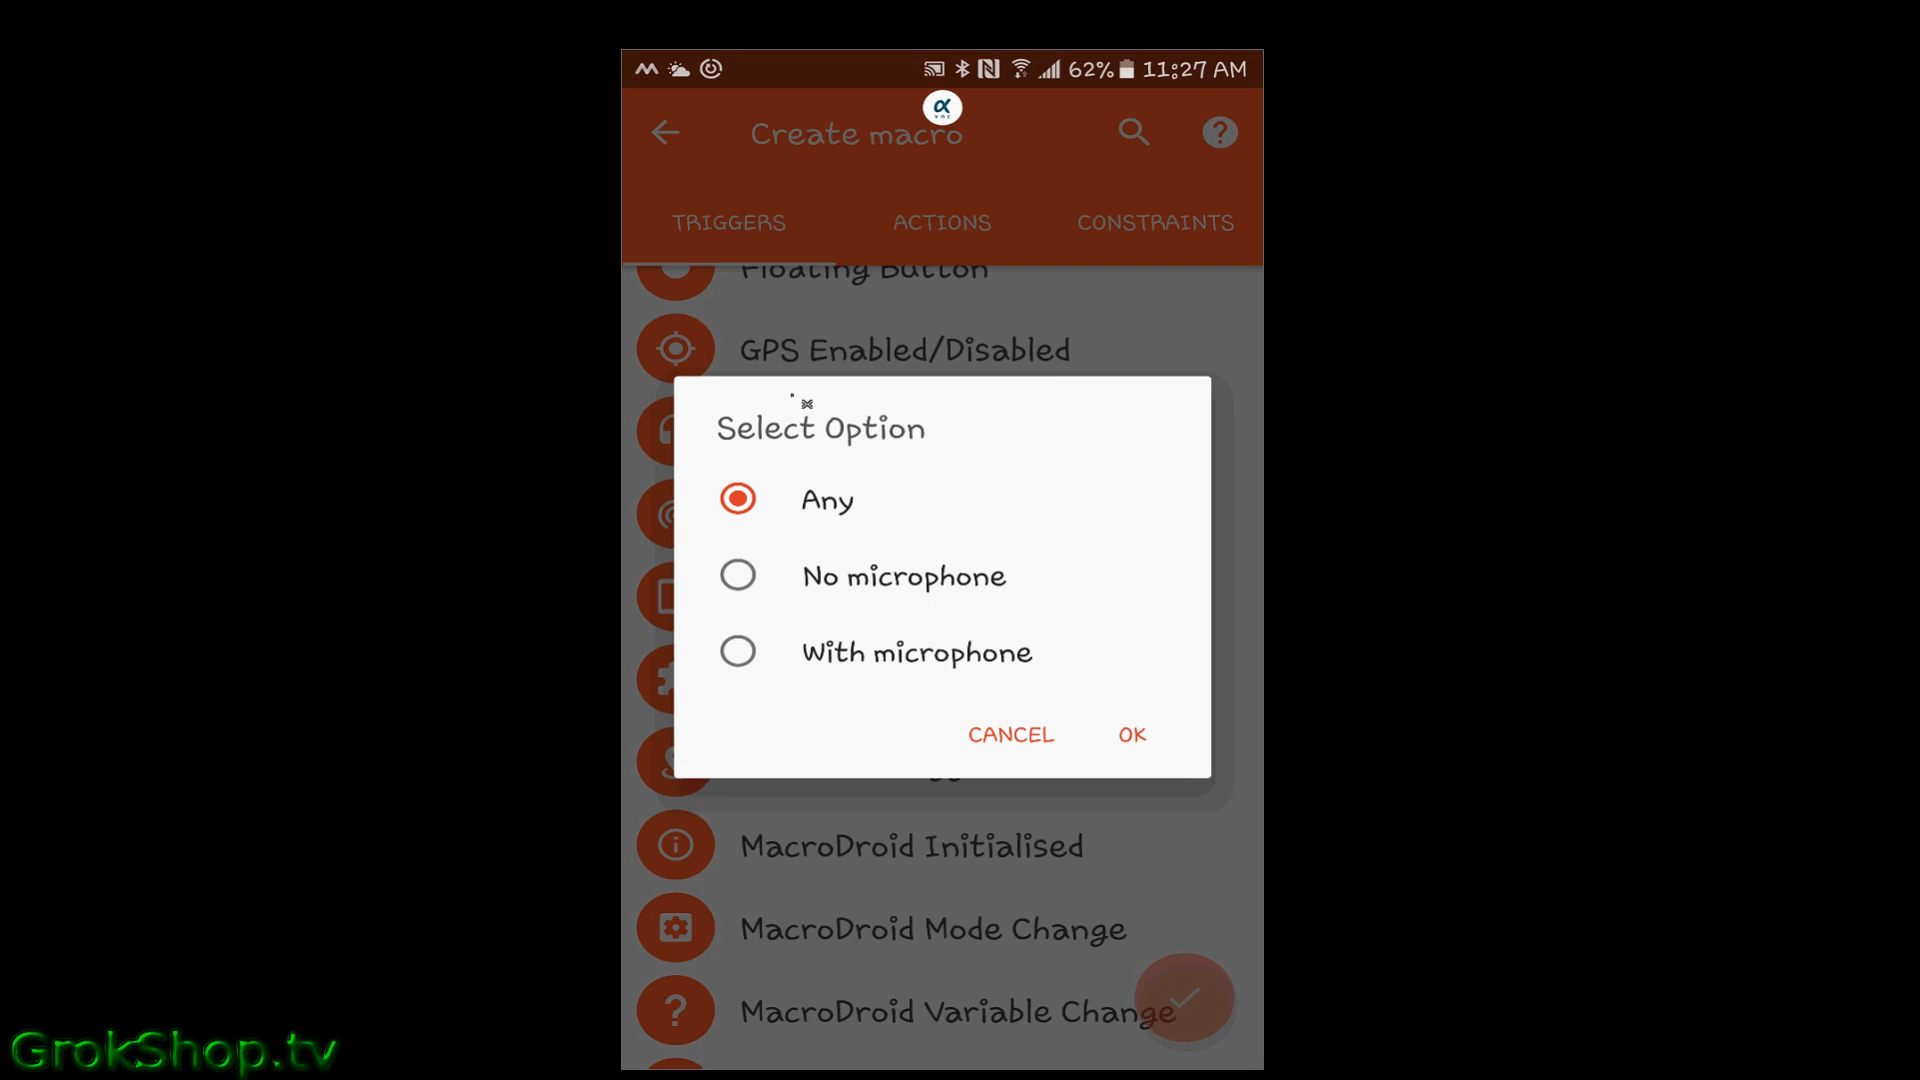 62% 11:27 AM
α
vnc
Create macro
TRIGGERS ACTIONS CONSTRAINTS
Floating Button
GPS Enabled/Disabled
Select Option
Any
No microphone
With microphone
CANCEL OK
MacroDroid Initialised
MacroDroid Mode Change
MacroDroid Variable Change
GrokShop.tv